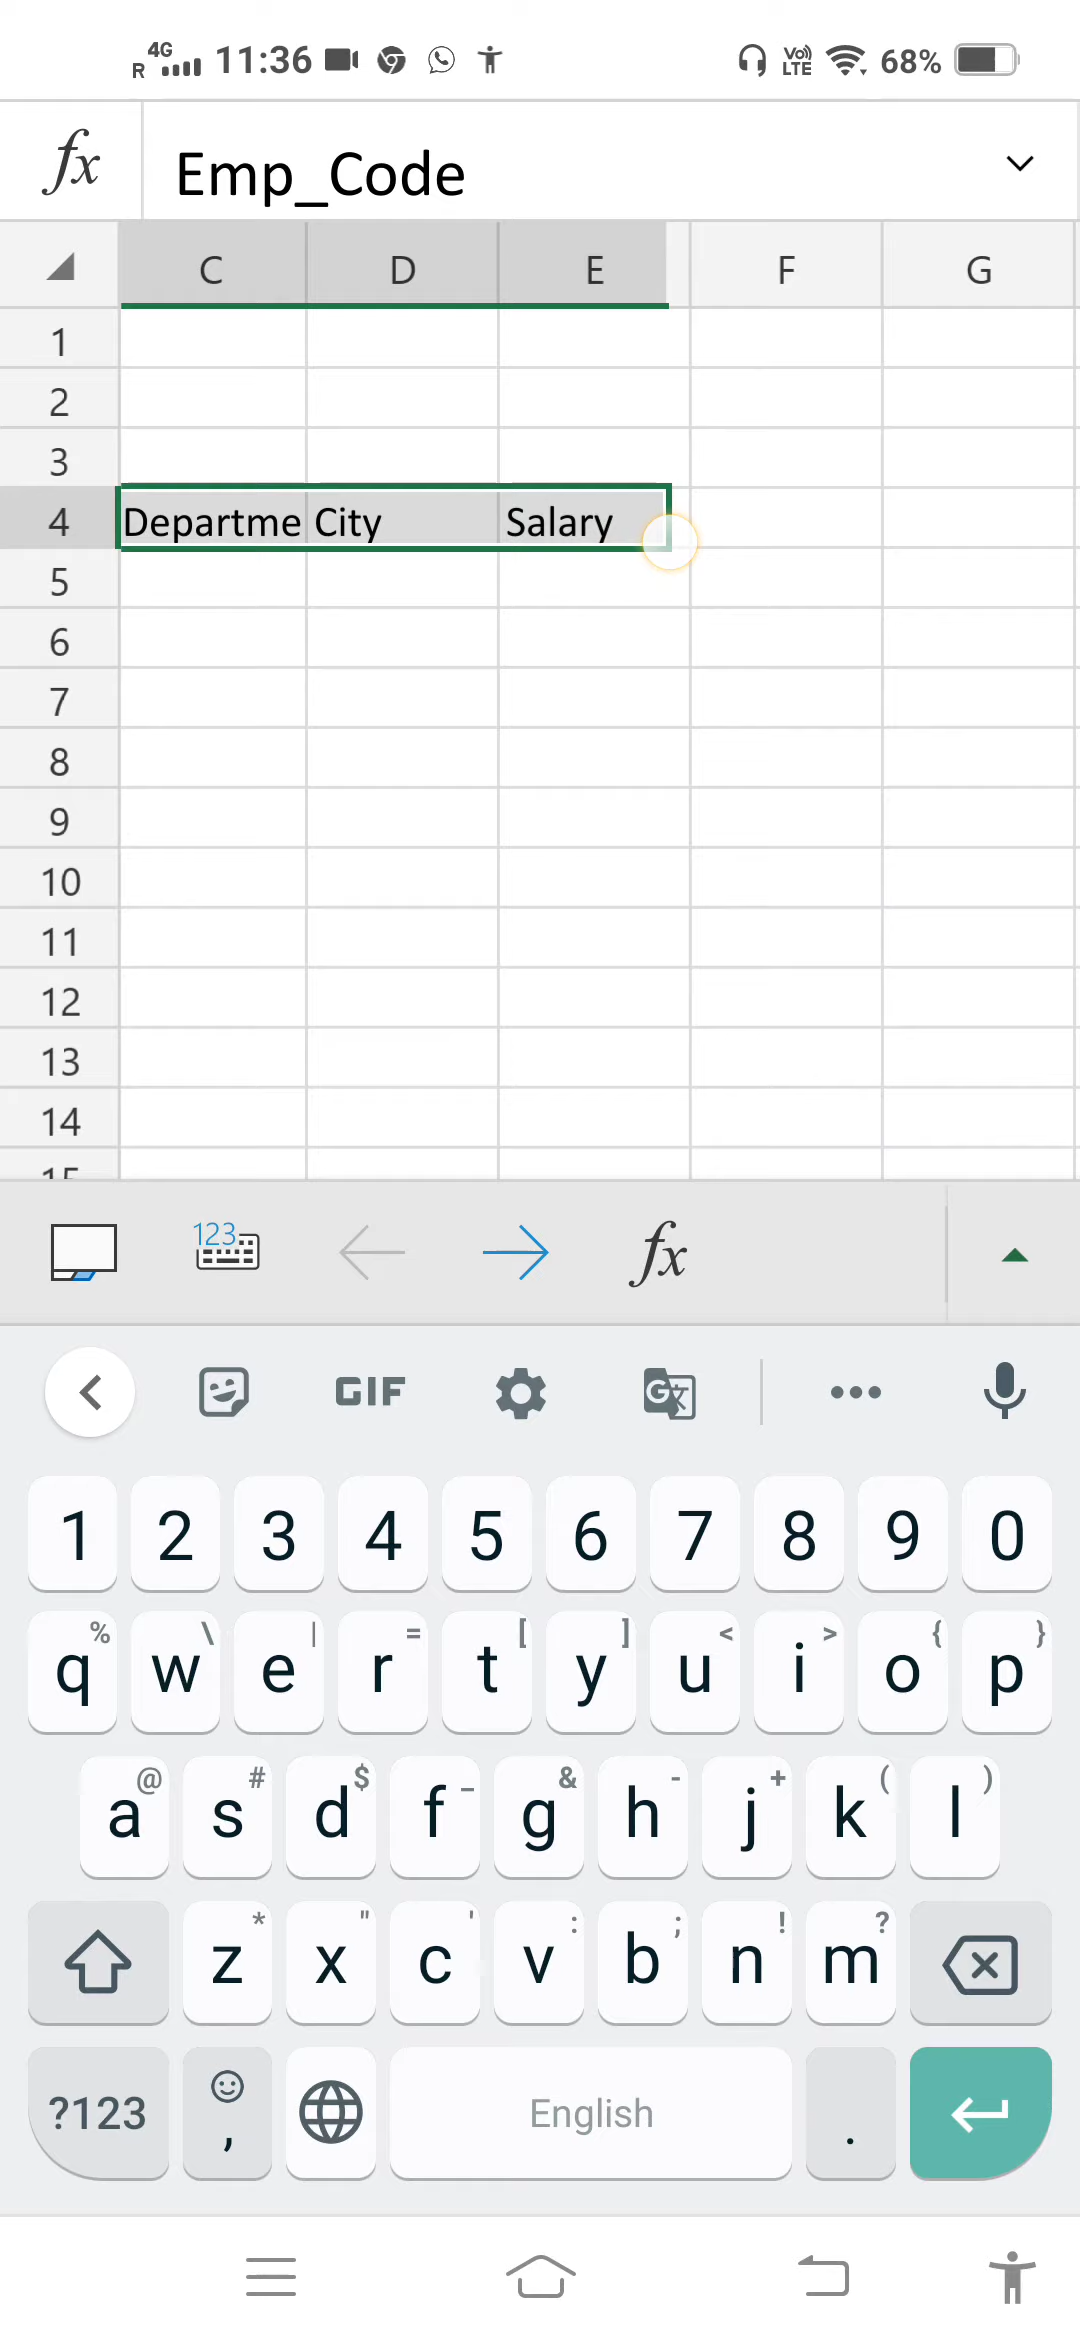 R 4G 11:36 Vo) LTE 68%
fx Emp_Code
C D E F G
1
2
3
4 Departme City Salary
5
6
7
8
9
10
11
12
13
14
123 fx
GIF G
1 2 3 4 5 6 7 8 9 0
% \ | = [ ] < > { }
q w e r t y u i o p
@ # $ _ & - + ( )
a s d f g h j k l
* " ' : ; ! ?
z x c v b n m
?123 , English .